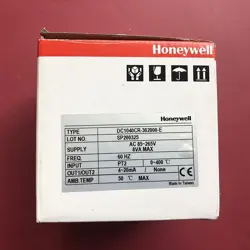 Honeywell
Honeywell
TYPE DC1040CR-302000-E
LOT NO. SP200325
SUPPLY AC 85~265V
8VA MAX
FREQ. 60 HZ
INPUT PT2 0~400 ℃
OUT1/OUT2 4~20mA / None
AMB.TEMP 50 ℃ MAX Made in Taiwan